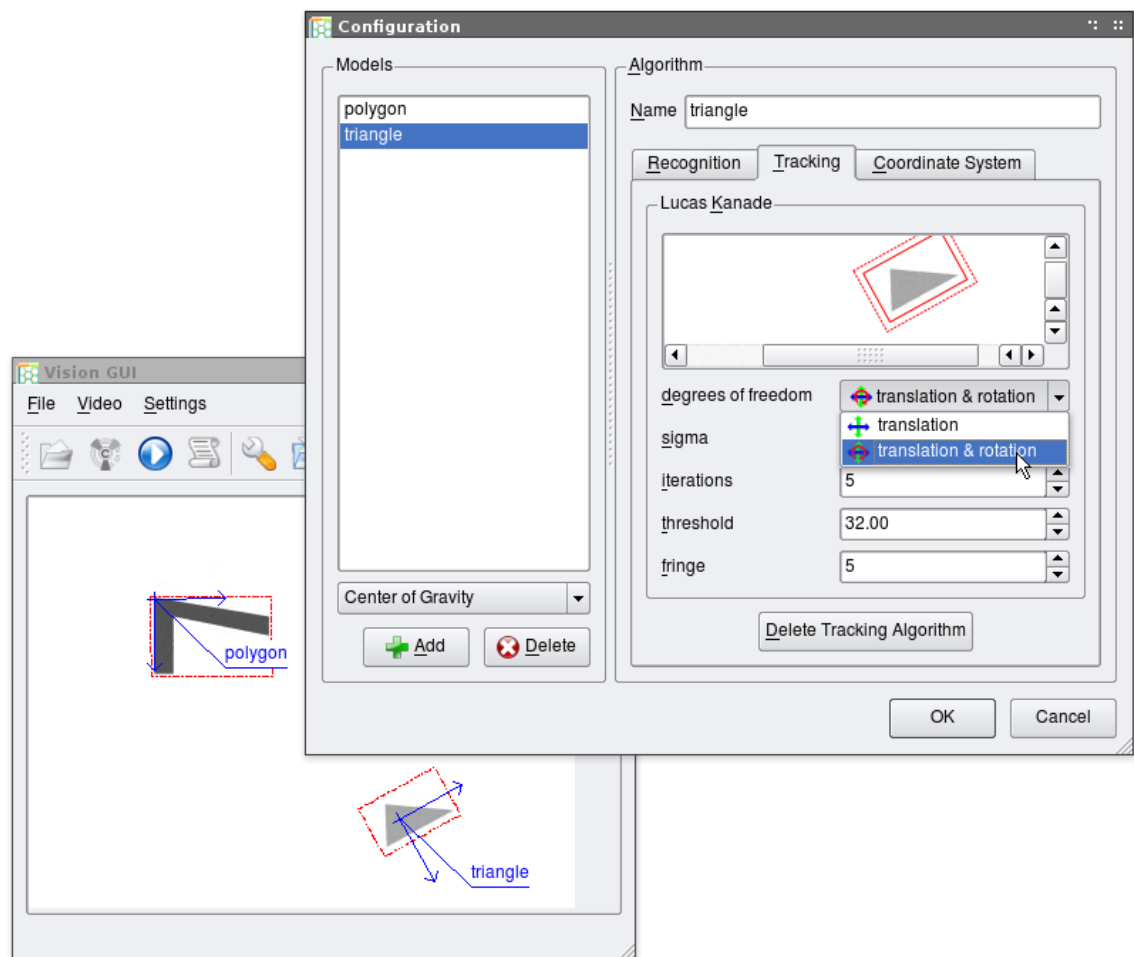 Configuration
Models
polygon
triangle
Center of Gravity
Add
Delete
Algorithm
Name triangle
Recognition Tracking Coordinate System
Lucas Kanade
degrees of freedom translation & rotation
translation
translation & rotation
sigma
iterations 5
threshold 32.00
fringe 5
Delete Tracking Algorithm
OK Cancel
Vision GUI
File Video Settings
polygon
triangle